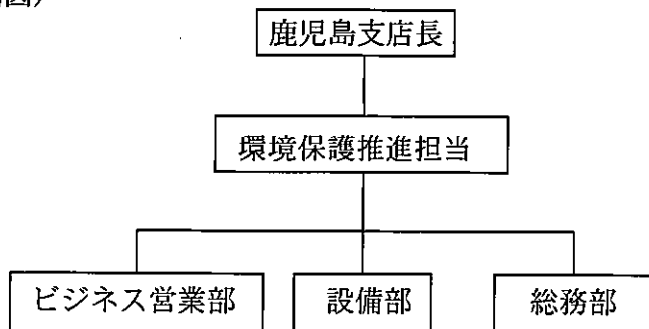 鹿児島支店長
環境保護推進担当
ビジネス営業部
設備部
総務部